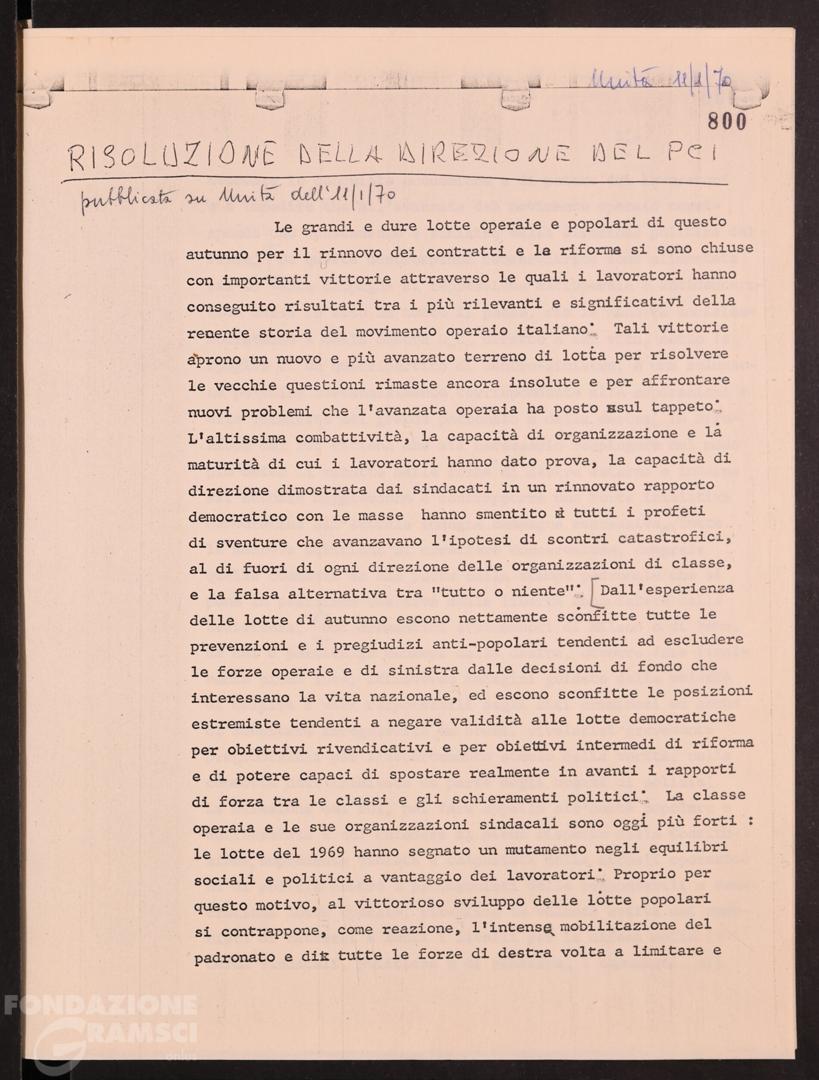 Unità 11/1/70
800
RISOLUZIONE DELLA DIREZIONE DEL PCI
pubblicata su Unità dell'11/1/70
Le grandi e dure lotte operaie e popolari di questo
autunno per il rinnovo dei contratti e le riforme si sono chiuse
con importanti vittorie attraverso le quali i lavoratori hanno
conseguito risultati tra i più rilevanti e significativi della
renente storia del movimento operaio italiano. Tali vittorie
aprono un nuovo e più avanzato terreno di lotta per risolvere
le vecchie questioni rimaste ancora insolute e per affrontare
nuovi problemi che l'avanzata operaia ha posto sul tappeto.
L'altissima combattività, la capacità di organizzazione e la
maturità di cui i lavoratori hanno dato prova, la capacità di
direzione dimostrata dai sindacati in un rinnovato rapporto
democratico con le masse hanno smentito tutti i profeti
di sventure che avanzavano l'ipotesi di scontri catastrofici,
al di fuori di ogni direzione delle organizzazioni di classe,
e la falsa alternativa tra "tutto o niente". [Dall'esperienza
delle lotte di autunno escono nettamente sconfitte tutte le
prevenzioni e i pregiudizi anti-popolari tendenti ad escludere
le forze operaie e di sinistra dalle decisioni di fondo che
interessano la vita nazionale, ed escono sconfitte le posizioni
estremiste tendenti a negare validità alle lotte democratiche
per obiettivi rivendicativi e per obiettivi intermedi di riforma
e di potere capaci di spostare realmente in avanti i rapporti
di forza tra le classi e gli schieramenti politici. La classe
operaia e le sue organizzazioni sindacali sono oggi più forti :
le lotte del 1969 hanno segnato un mutamento negli equilibri
sociali e politici a vantaggio dei lavoratori. Proprio per
questo motivo, al vittorioso sviluppo delle lotte popolari
si contrappone, come reazione, l'intensa mobilitazione del
padronato e di tutte le forze di destra volta a limitare e
FONDAZIONE
GRAMSCI
onlus